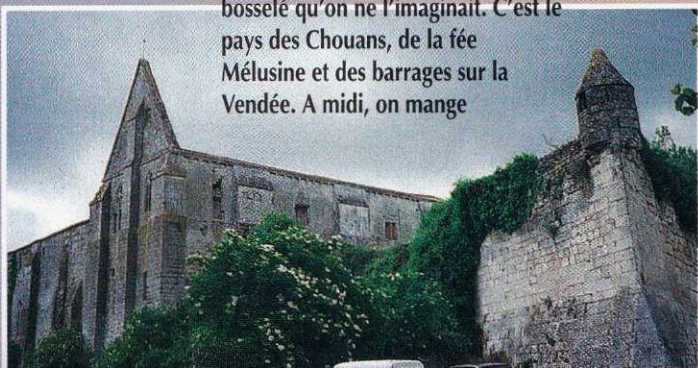 bosselé qu'on ne l'imaginait. C'est le
pays des Chouans, de la fée
Mélusine et des barrages sur la
Vendée. A midi, on mange